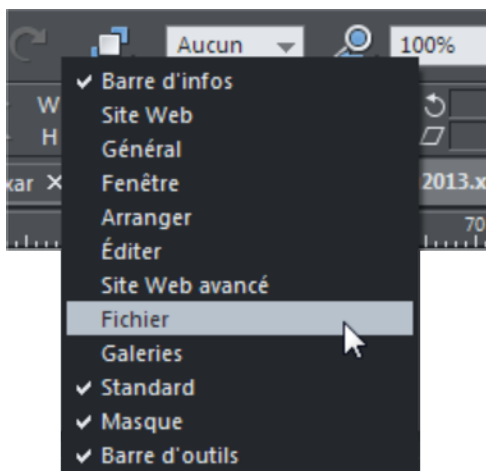 Aucun 100%
Barre d'infos
W
Site Web
H
Général
xar X
Fenêtre
2013.x
Arranger
70
Éditer
Site Web avancé
Fichier
Galeries
Standard
Masque
Barre d'outils